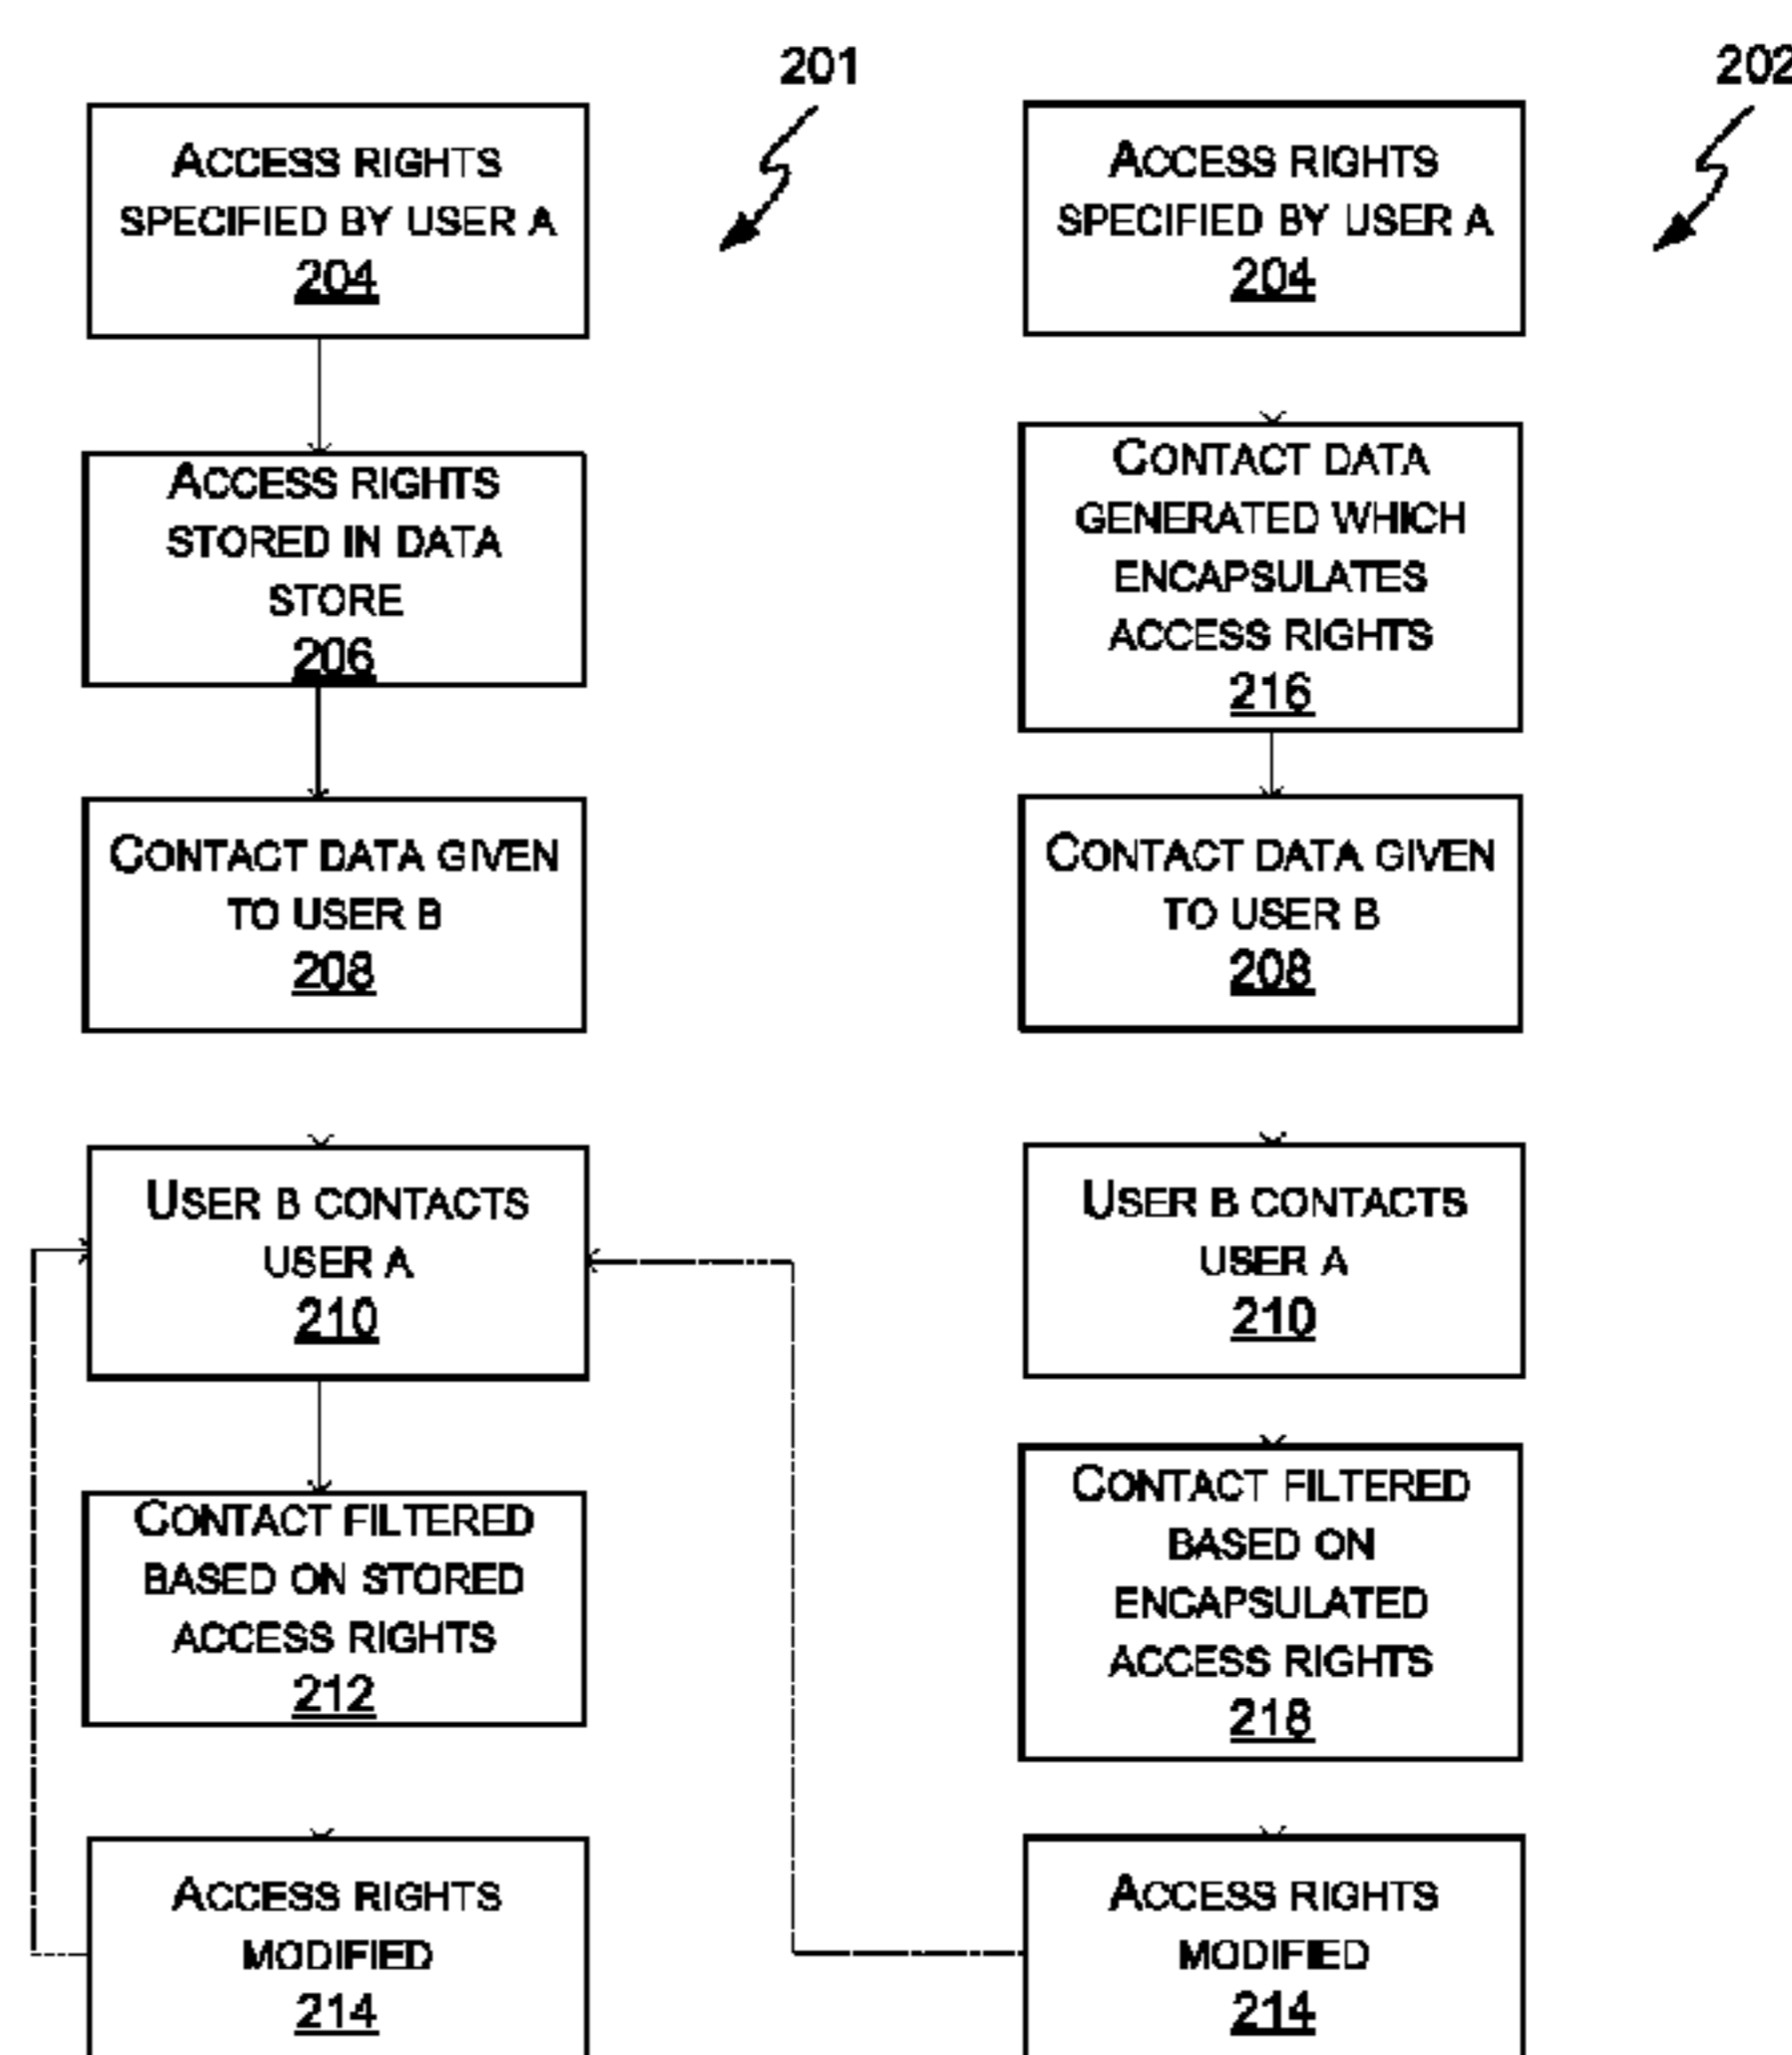 201
ACCESS RIGHTS
SPECIFIED BY USER A
204
ACCESS RIGHTS
STORED IN DATA
STORE
206
CONTACT DATA GIVEN
TO USER B
208
USER B CONTACTS
USER A
210
CONTACT FILTERED
BASED ON STORED
ACCESS RIGHTS
212
ACCESS RIGHTS
MODIFIED
214
202
ACCESS RIGHTS
SPECIFIED BY USER A
204
CONTACT DATA
GENERATED WHICH
ENCAPSULATES
ACCESS RIGHTS
216
CONTACT DATA GIVEN
TO USER B
208
USER B CONTACTS
USER A
210
CONTACT FILTERED
BASED ON
ENCAPSULATED
ACCESS RIGHTS
218
ACCESS RIGHTS
MODIFIED
214